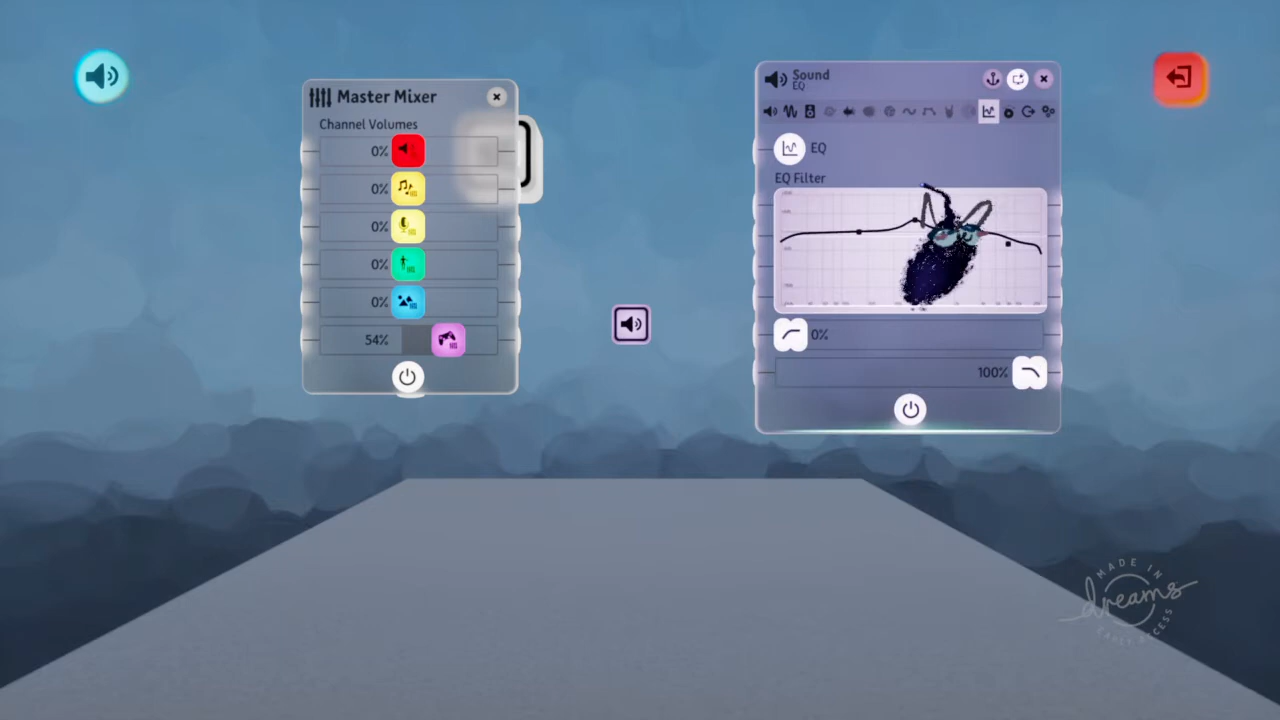 Master Mixer
Channel Volumes
0%
0%
0%
0%
0%
54%
Sound
EQ
EQ
EQ Filter
0%
100%
MADE IN
dreams
EARLY ACCESS